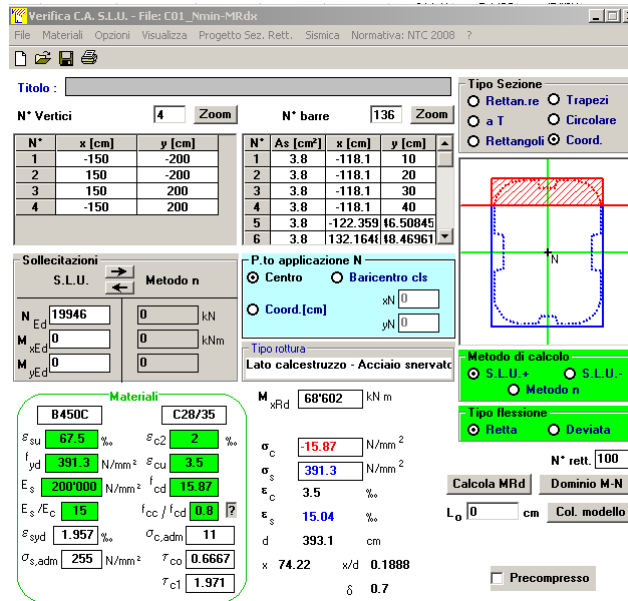 Verifica C.A. S.L.U. - File: C01_Nmin-MRdx
File Materiali Opzioni Visualizza Progetto Sez. Rett. Sismica Normativa: NTC 2008 ?
Titolo :
N° Vertici 4 Zoom N° barre 136 Zoom
N° x [cm] y [cm]
1 -150 -200
2 150 -200
3 150 200
4 -150 200
N° As [cm²] x [cm] y [cm]
1 3.8 -118.1 10
2 3.8 -118.1 20
3 3.8 -118.1 30
4 3.8 -118.1 40
5 3.8 -122.359
6 3.8
Tipo Sezione
Rettan.re Trapezi
a T Circolare
Rettangoli Coord.
N
Sollecitazioni
S.L.U. Metodo n
N Ed 19946 0 kN
M xEd 0 0 kNm
M yEd 0 0
P.to applicazione N
Centro Baricentro cls
Coord.[cm] xN 0
yN 0
Tipo rottura
Lato calcestruzzo - Acciaio snervato
Metodo di calcolo
S.L.U.+ S.L.U.-
Metodo n
Tipo flessione
Retta Deviata
N° rett. 100
Calcola MRd Dominio M-N
L o 0 cm Col. modello
Precompresso
Materiali
B450C C28/35
ε su 67.5 ‰ ε c2 2 ‰
f yd 391.3 N/mm² ε cu 3.5
E s 200'000 N/mm² f cd 15.87
E s /E c 15 f cc / f cd 0.8 ?
ε syd 1.957 ‰ σ c,adm 11
σ s,adm 255 N/mm² τ co 0.6667
τ c1 1.971
M xRd 68'602 kN m
σ c -15.87 N/mm²
σ s 391.3 N/mm²
ε c 3.5 ‰
ε s 15.04 ‰
d 393.1 cm
x 74.22 x/d 0.1888
δ 0.7